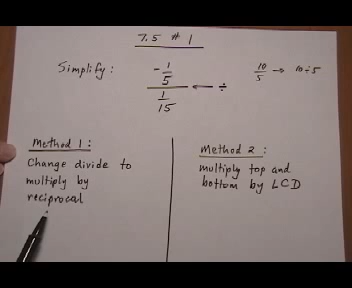 7.5 # 1
Simplify :
- 1/5
1/15 ← ÷
10/5 → 10 ÷ 5
Method 1 :
Change divide to
multiply by
reciprocal
Method 2 :
multiply top and
bottom by LCD